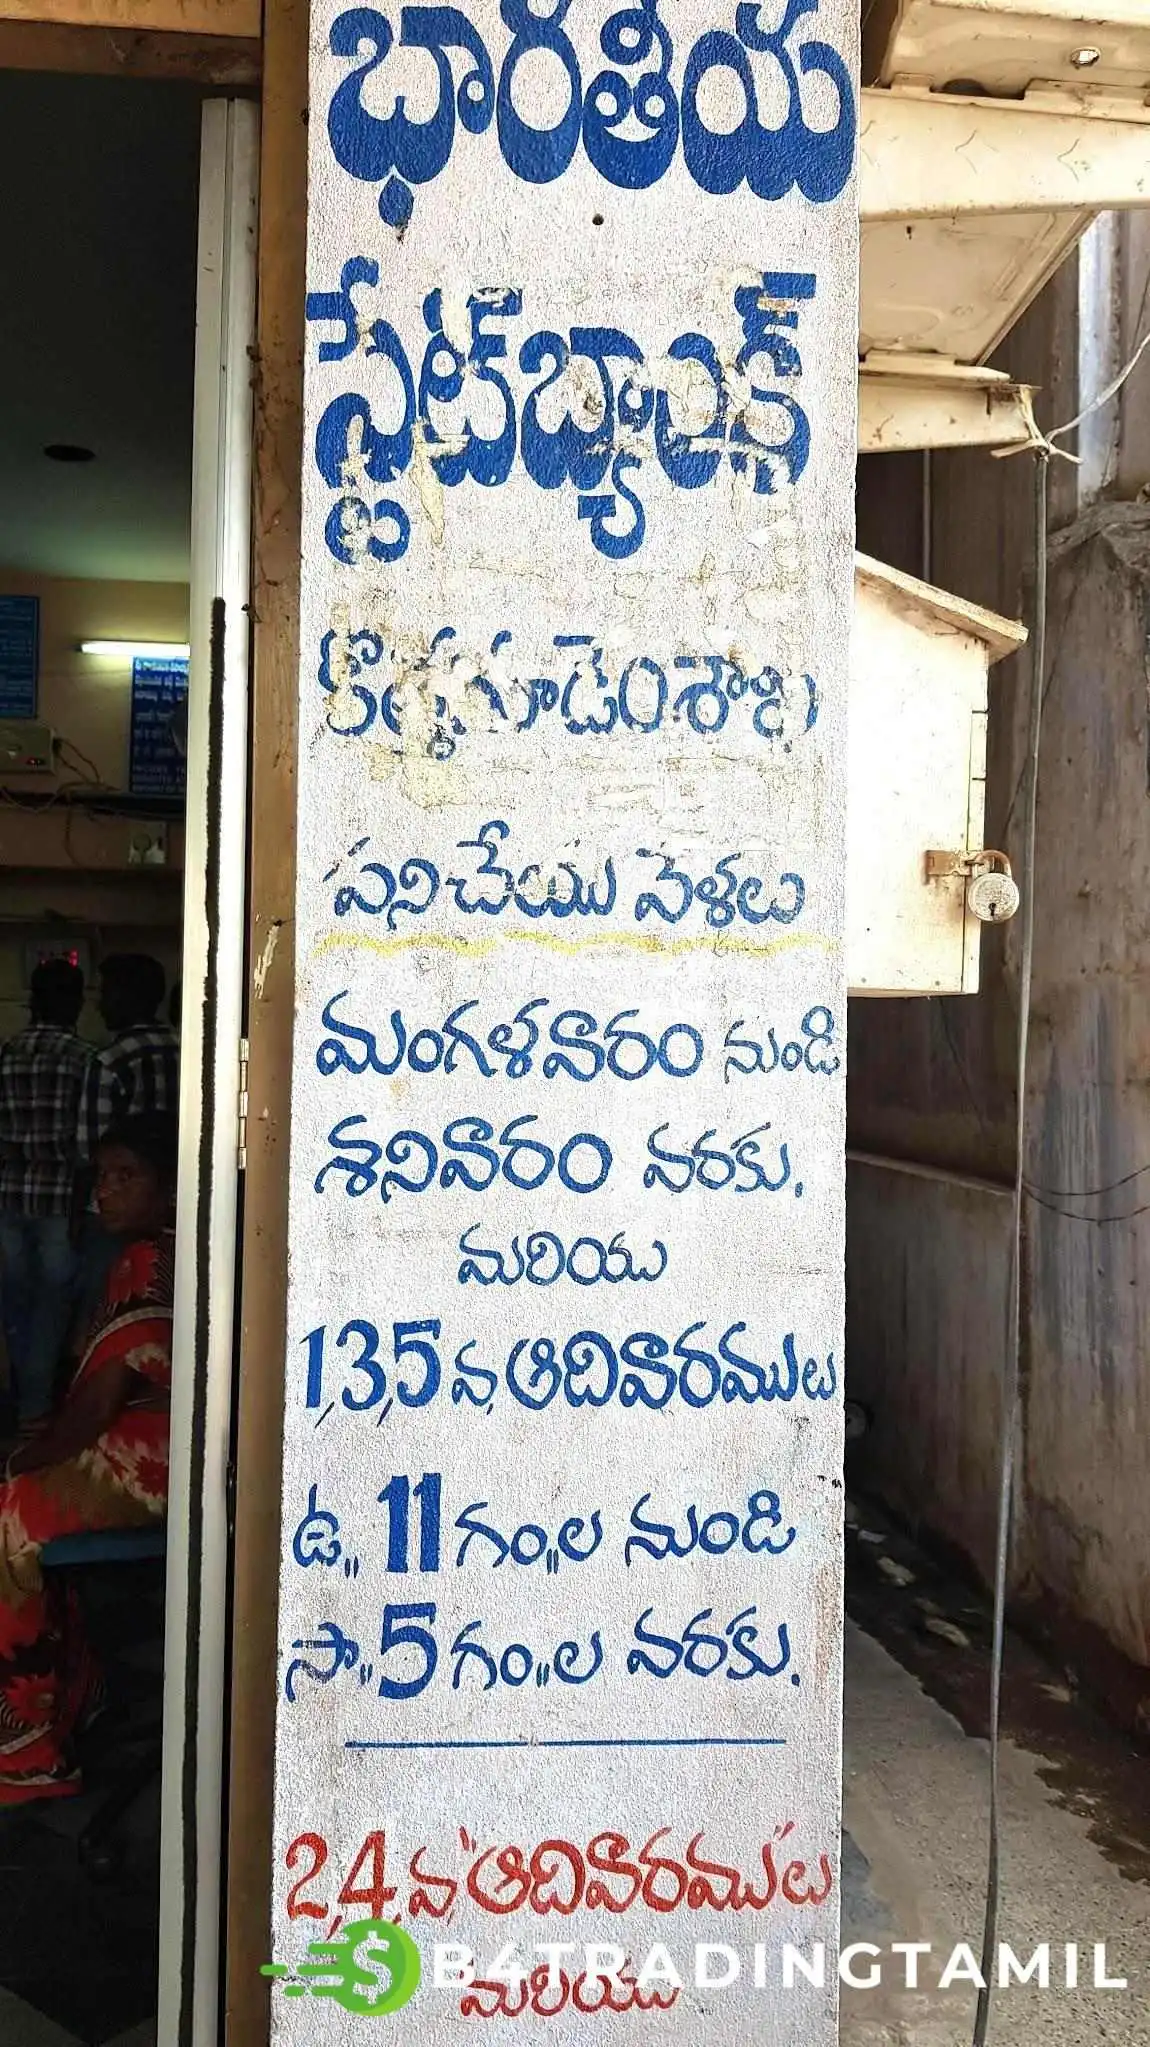 భారతీయ
స్టేట్ బ్యాంక్
కొత్తగూడెం శాఖ
పనిచేయు వేళలు
మంగళవారం నుండి
శనివారం వరకు.
మరియు
1,3,5 వ, ఆదివారములు
ఉ,, 11 గం,,ల నుండి
సా,, 5 గం,,ల వరకు.
2,4, వ, "ఆదివారము"లు
మరియు
B4TRADINGTAMIL